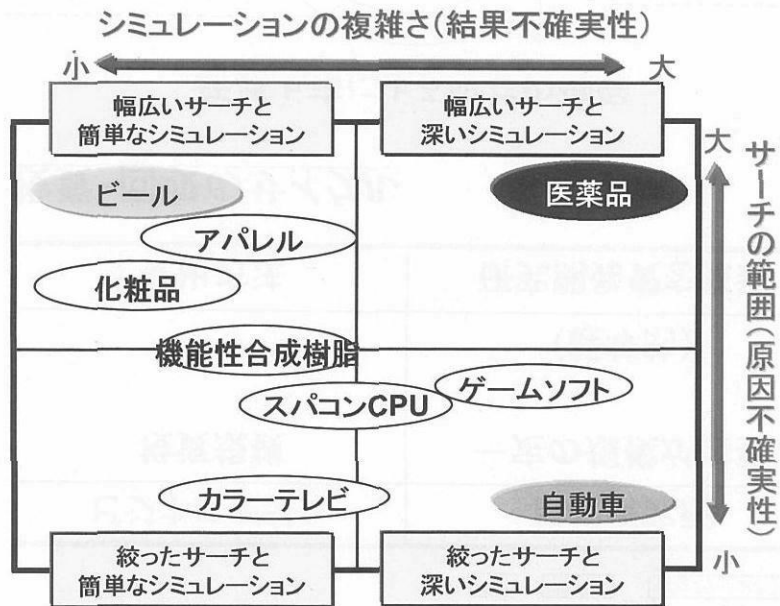 シミュレーションの複雑さ(結果不確実性)
小
大
幅広いサーチと
簡単なシミュレーション
幅広いサーチと
深いシミュレーション
大
サーチの範囲(原因不確実性)
ビール
医薬品
アパレル
化粧品
機能性合成樹脂
ゲームソフト
スパコンCPU
カラーテレビ
自動車
絞ったサーチと
簡単なシミュレーション
絞ったサーチと
深いシミュレーション
小